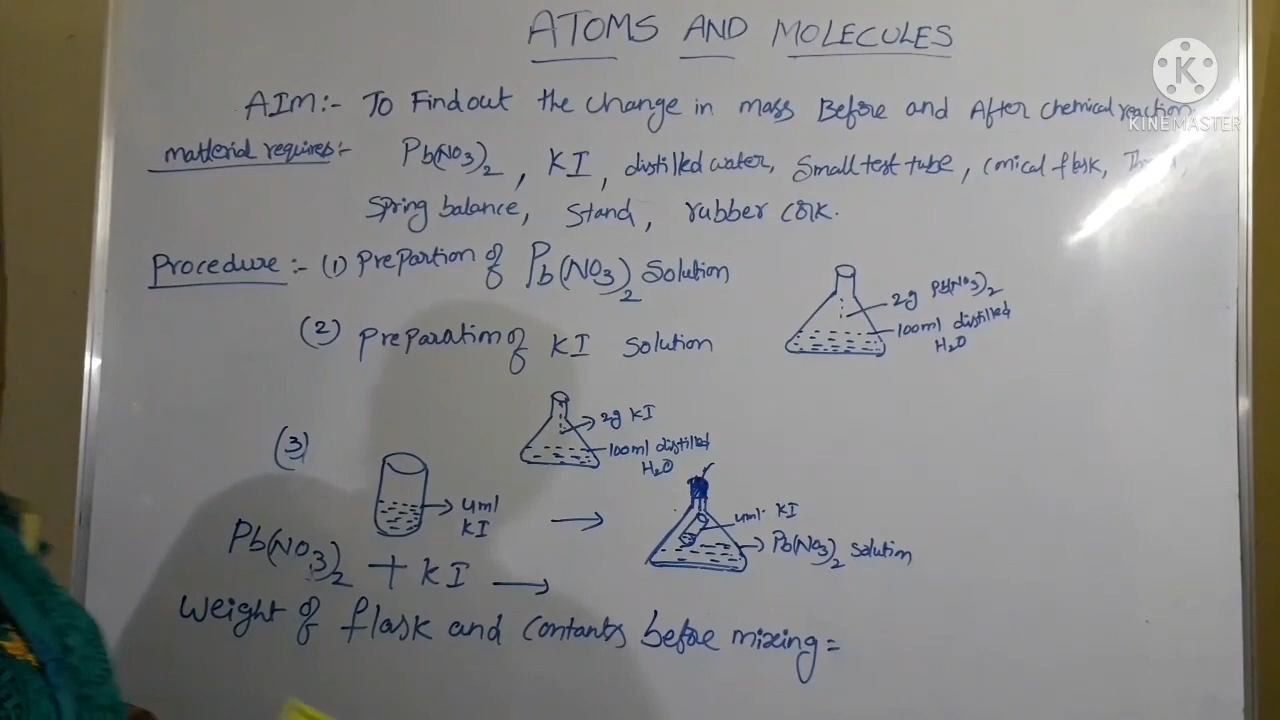 ATOMS AND MOLECULES
K
KINEMASTER
AIM:- To Findout the change in mass Before and After chemical reaction
material requires:- Pb(NO3)2, KI, distilled water, Small test tube, conical flask,
Spring balance, Stand, rubber cork.
Procedure:- (1) Prepartion of Pb(NO3)2 Solution
2g Pb(NO3)2
100ml distilled
H2O
(2) Preparation of KI Solution
2g KI
100ml distilled
H2O
(3)
4ml
KI
4ml KI
Pb(NO3)2 Solution
Pb(NO3)2 + KI →
Weight of flask and contants before mixing =